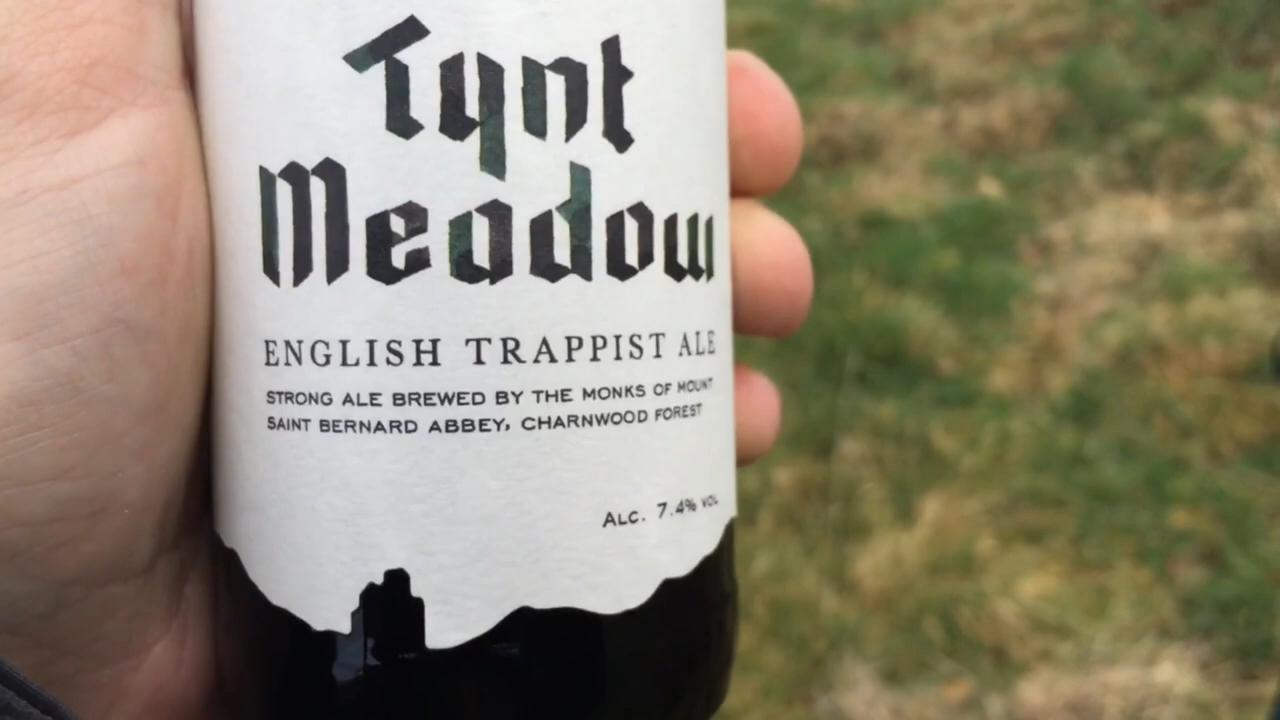 Tynt
Meadow
ENGLISH TRAPPIST ALE
STRONG ALE BREWED BY THE MONKS OF MOUNT
SAINT BERNARD ABBEY, CHARNWOOD FOREST
ALC. 7.4% VOL